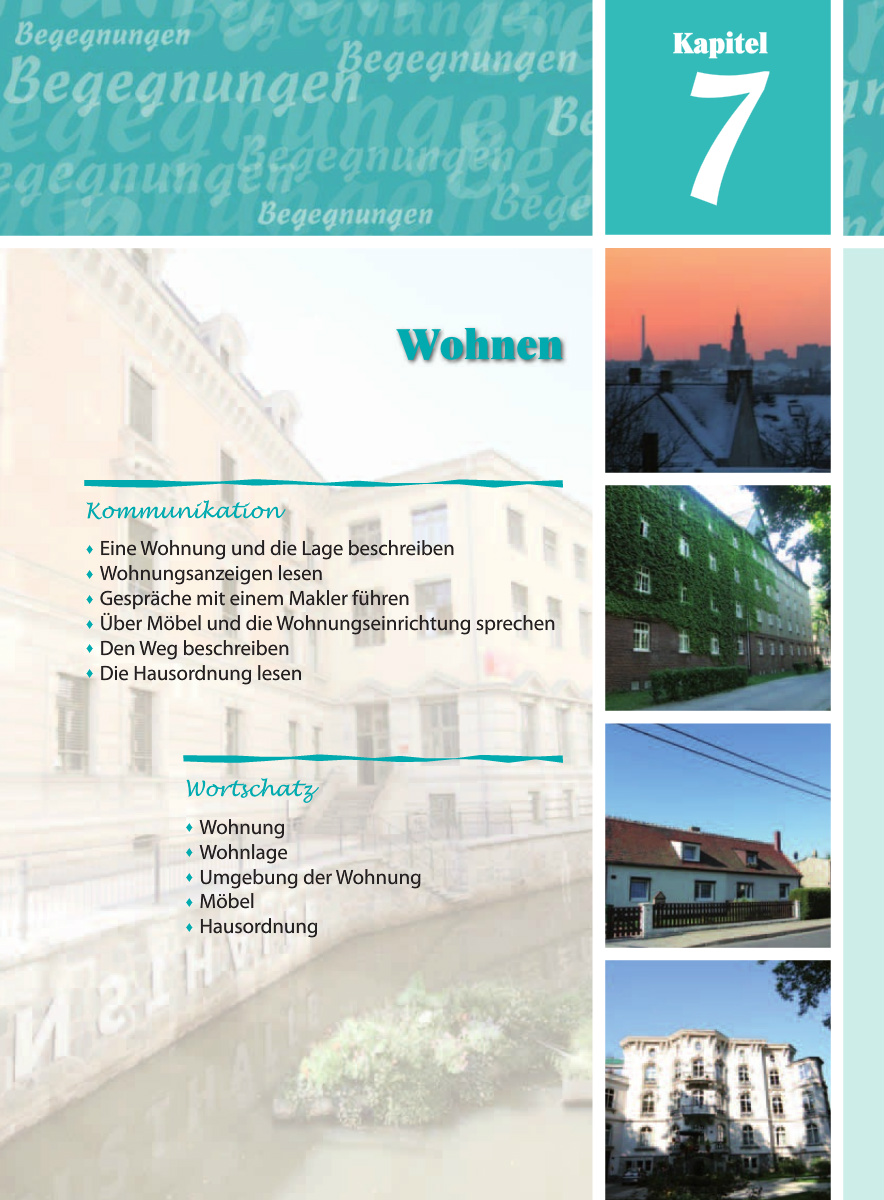 Begegnungen
Begegnungen
Begegnungen
Begegnungen
egegnungen
Begegnungen
Kapitel
7
Wohnen
Kommunikation
♦ Eine Wohnung und die Lage beschreiben
♦ Wohnungsanzeigen lesen
♦ Gespräche mit einem Makler führen
♦ Über Möbel und die Wohnungseinrichtung sprechen
♦ Den Weg beschreiben
♦ Die Hausordnung lesen
Wortschatz
♦ Wohnung
♦ Wohnlage
♦ Umgebung der Wohnung
♦ Möbel
♦ Hausordnung